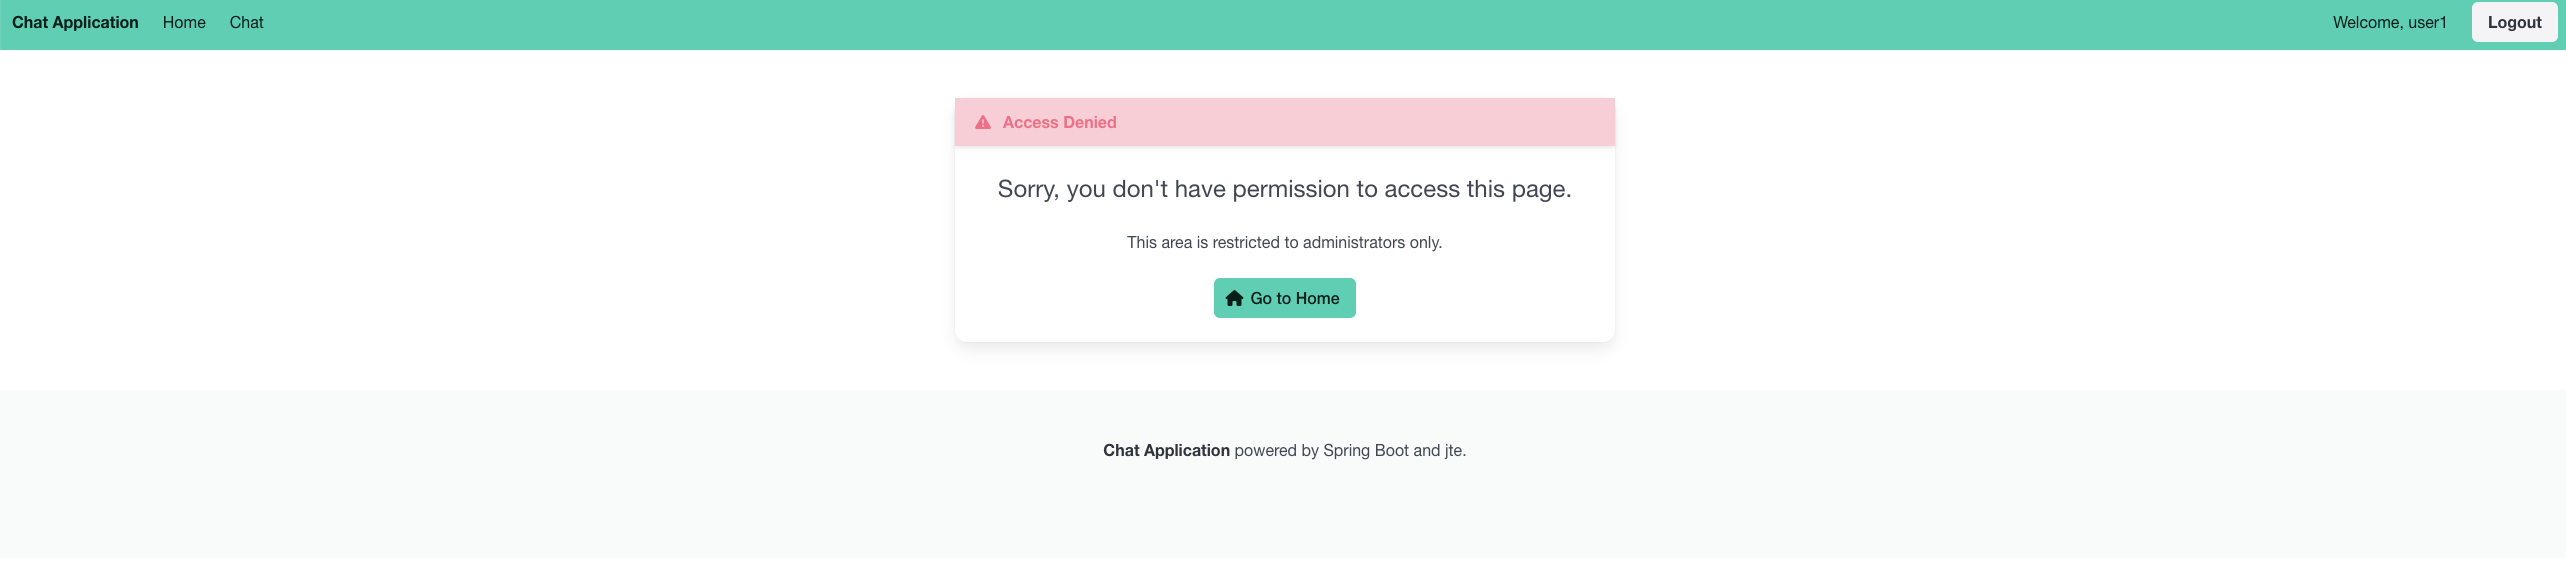 Chat Application Home Chat Welcome, user1 Logout
Access Denied
Sorry, you don't have permission to access this page.
This area is restricted to administrators only.
Go to Home
Chat Application powered by Spring Boot and jte.